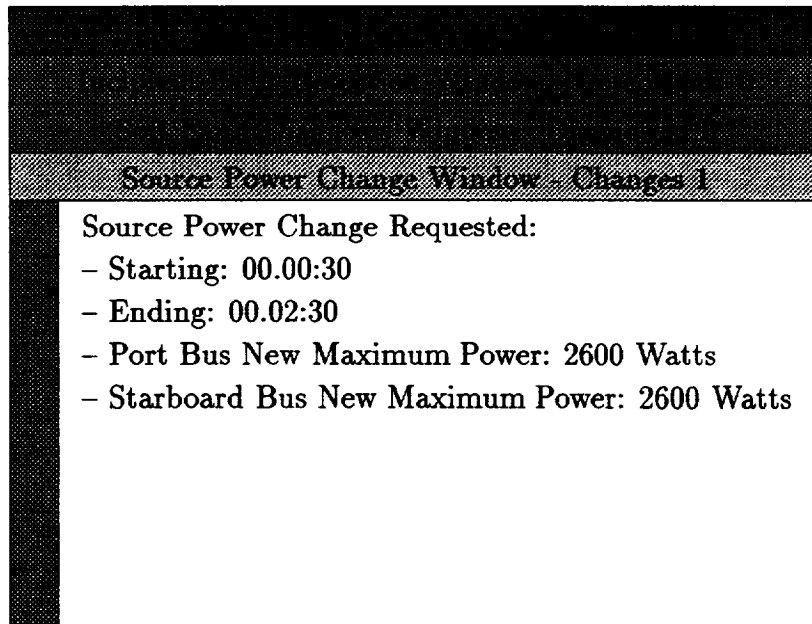 Source Power Change Window - Changes 1
Source Power Change Requested:
– Starting: 00.00:30
– Ending: 00.02:30
– Port Bus New Maximum Power: 2600 Watts
– Starboard Bus New Maximum Power: 2600 Watts